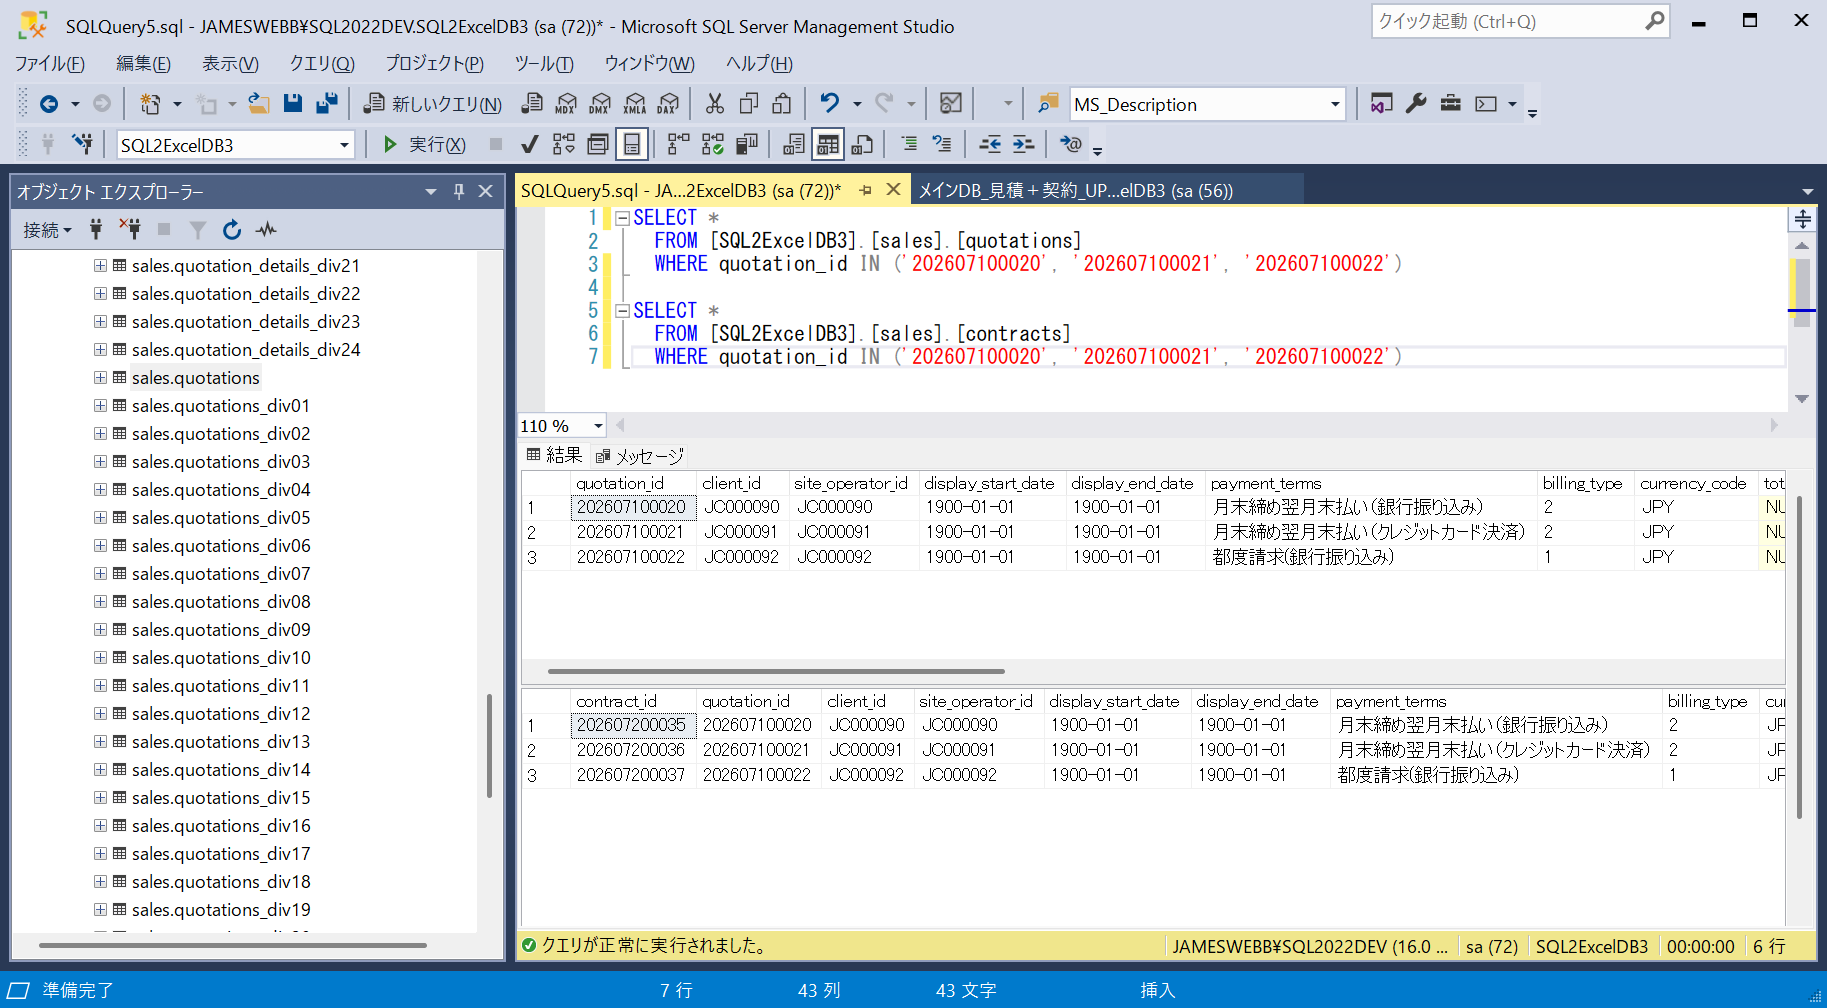 SQLQuery5.sql - JAMESWEBB¥SQL2022DEV.SQL2ExcelDB3 (sa (72))* - Microsoft SQL Server Management Studio
クイック起動 (Ctrl+Q)
ファイル(F) 編集(E) 表示(V) クエリ(Q) プロジェクト(P) ツール(T) ウィンドウ(W) ヘルプ(H)
新しいクエリ(N) MDX DMX XMLA DAX MS_Description
SQL2ExcelDB3 実行(X)
オブジェクト エクスプローラー
接続
sales.quotation_details_div21
sales.quotation_details_div22
sales.quotation_details_div23
sales.quotation_details_div24
sales.quotations
sales.quotations_div01
sales.quotations_div02
sales.quotations_div03
sales.quotations_div04
sales.quotations_div05
sales.quotations_div06
sales.quotations_div07
sales.quotations_div08
sales.quotations_div09
sales.quotations_div10
sales.quotations_div11
sales.quotations_div12
sales.quotations_div13
sales.quotations_div14
sales.quotations_div15
sales.quotations_div16
sales.quotations_div17
sales.quotations_div18
sales.quotations_div19
SQLQuery5.sql - JA...2ExcelDB3 (sa (72))* メインDB_見積＋契約_UP...elDB3 (sa (56))
1 SELECT *
2 FROM [SQL2ExcelDB3].[sales].[quotations]
3 WHERE quotation_id IN ('202607100020', '202607100021', '202607100022')
4
5 SELECT *
6 FROM [SQL2ExcelDB3].[sales].[contracts]
7 WHERE quotation_id IN ('202607100020', '202607100021', '202607100022')
110 %
結果 メッセージ
quotation_id client_id site_operator_id display_start_date display_end_date payment_terms billing_type currency_code tot
1 202607100020 JC000090 JC000090 1900-01-01 1900-01-01 月末締め翌月末払い（銀行振り込み） 2 JPY NU
2 202607100021 JC000091 JC000091 1900-01-01 1900-01-01 月末締め翌月末払い（クレジットカード決済） 2 JPY NU
3 202607100022 JC000092 JC000092 1900-01-01 1900-01-01 都度請求(銀行振り込み) 1 JPY NU
contract_id quotation_id client_id site_operator_id display_start_date display_end_date payment_terms billing_type cur
1 202607200035 202607100020 JC000090 JC000090 1900-01-01 1900-01-01 月末締め翌月末払い（銀行振り込み） 2 JP
2 202607200036 202607100021 JC000091 JC000091 1900-01-01 1900-01-01 月末締め翌月末払い（クレジットカード決済） 2 JP
3 202607200037 202607100022 JC000092 JC000092 1900-01-01 1900-01-01 都度請求(銀行振り込み) 1 JP
クエリが正常に実行されました。 JAMESWEBB¥SQL2022DEV (16.0 ... sa (72) SQL2ExcelDB3 00:00:00 6 行
準備完了 7 行 43 列 43 文字 挿入